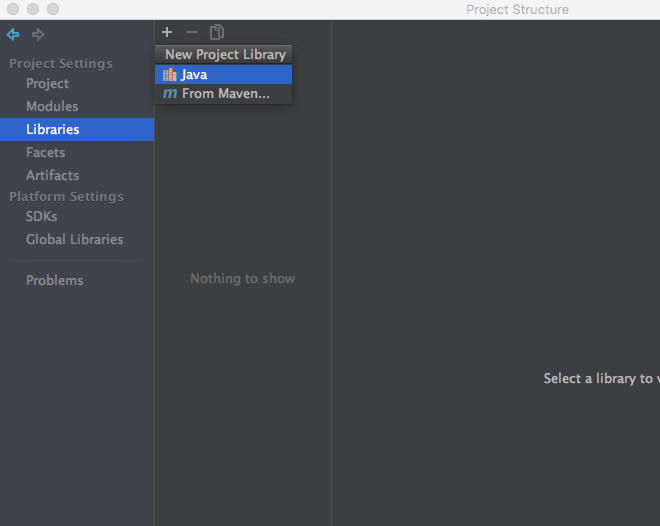 Project Structure
Project Settings
Project
Modules
Libraries
Facets
Artifacts
Platform Settings
SDKs
Global Libraries
Problems
New Project Library
Java
m From Maven...
Nothing to show
Select a library to